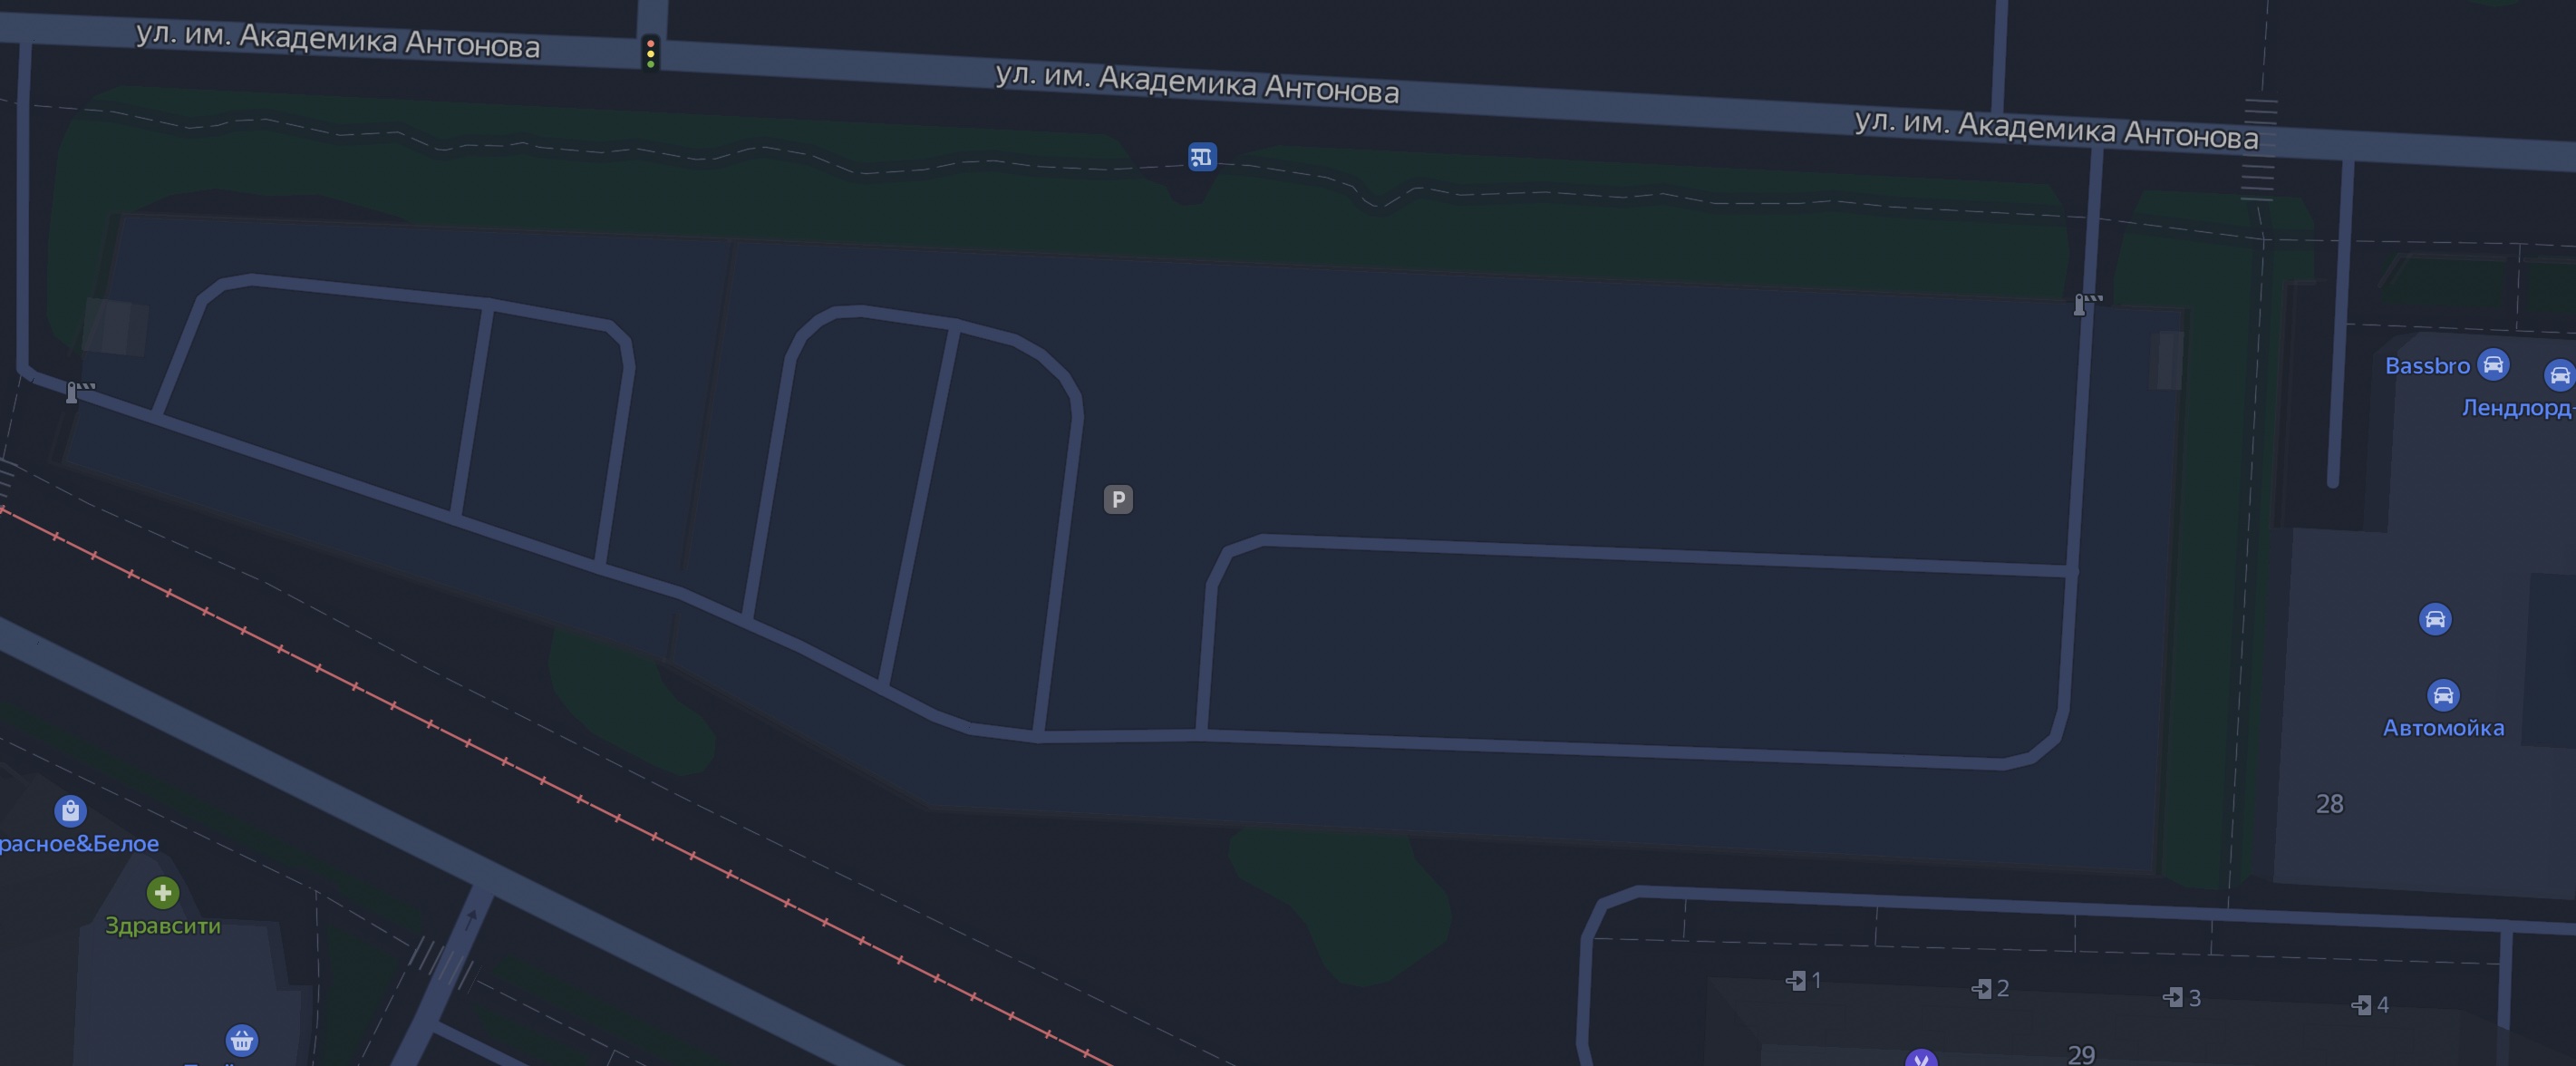 ул. им. Академика Антонова
ул. им. Академика Антонова
ул. им. Академика Антонова
Bassbro
Лендлорд-
P
Автомойка
28
расное&Белое
Здравсити
1
2
3
4
29